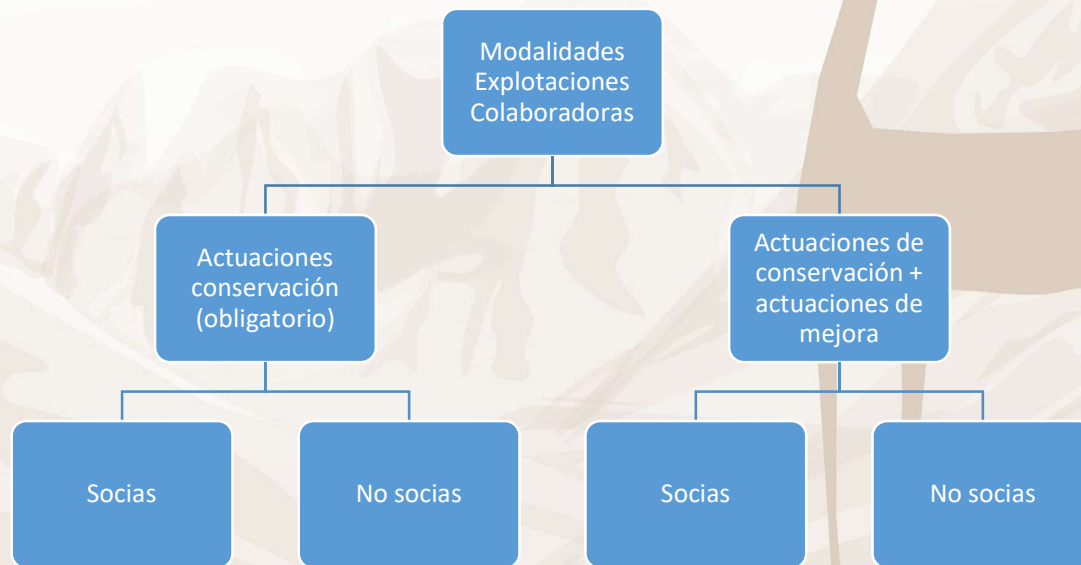 Modalidades
Explotaciones
Colaboradoras
Actuaciones
conservación
(obligatorio)
Actuaciones de
conservación +
actuaciones de
mejora
Socias
No socias
Socias
No socias